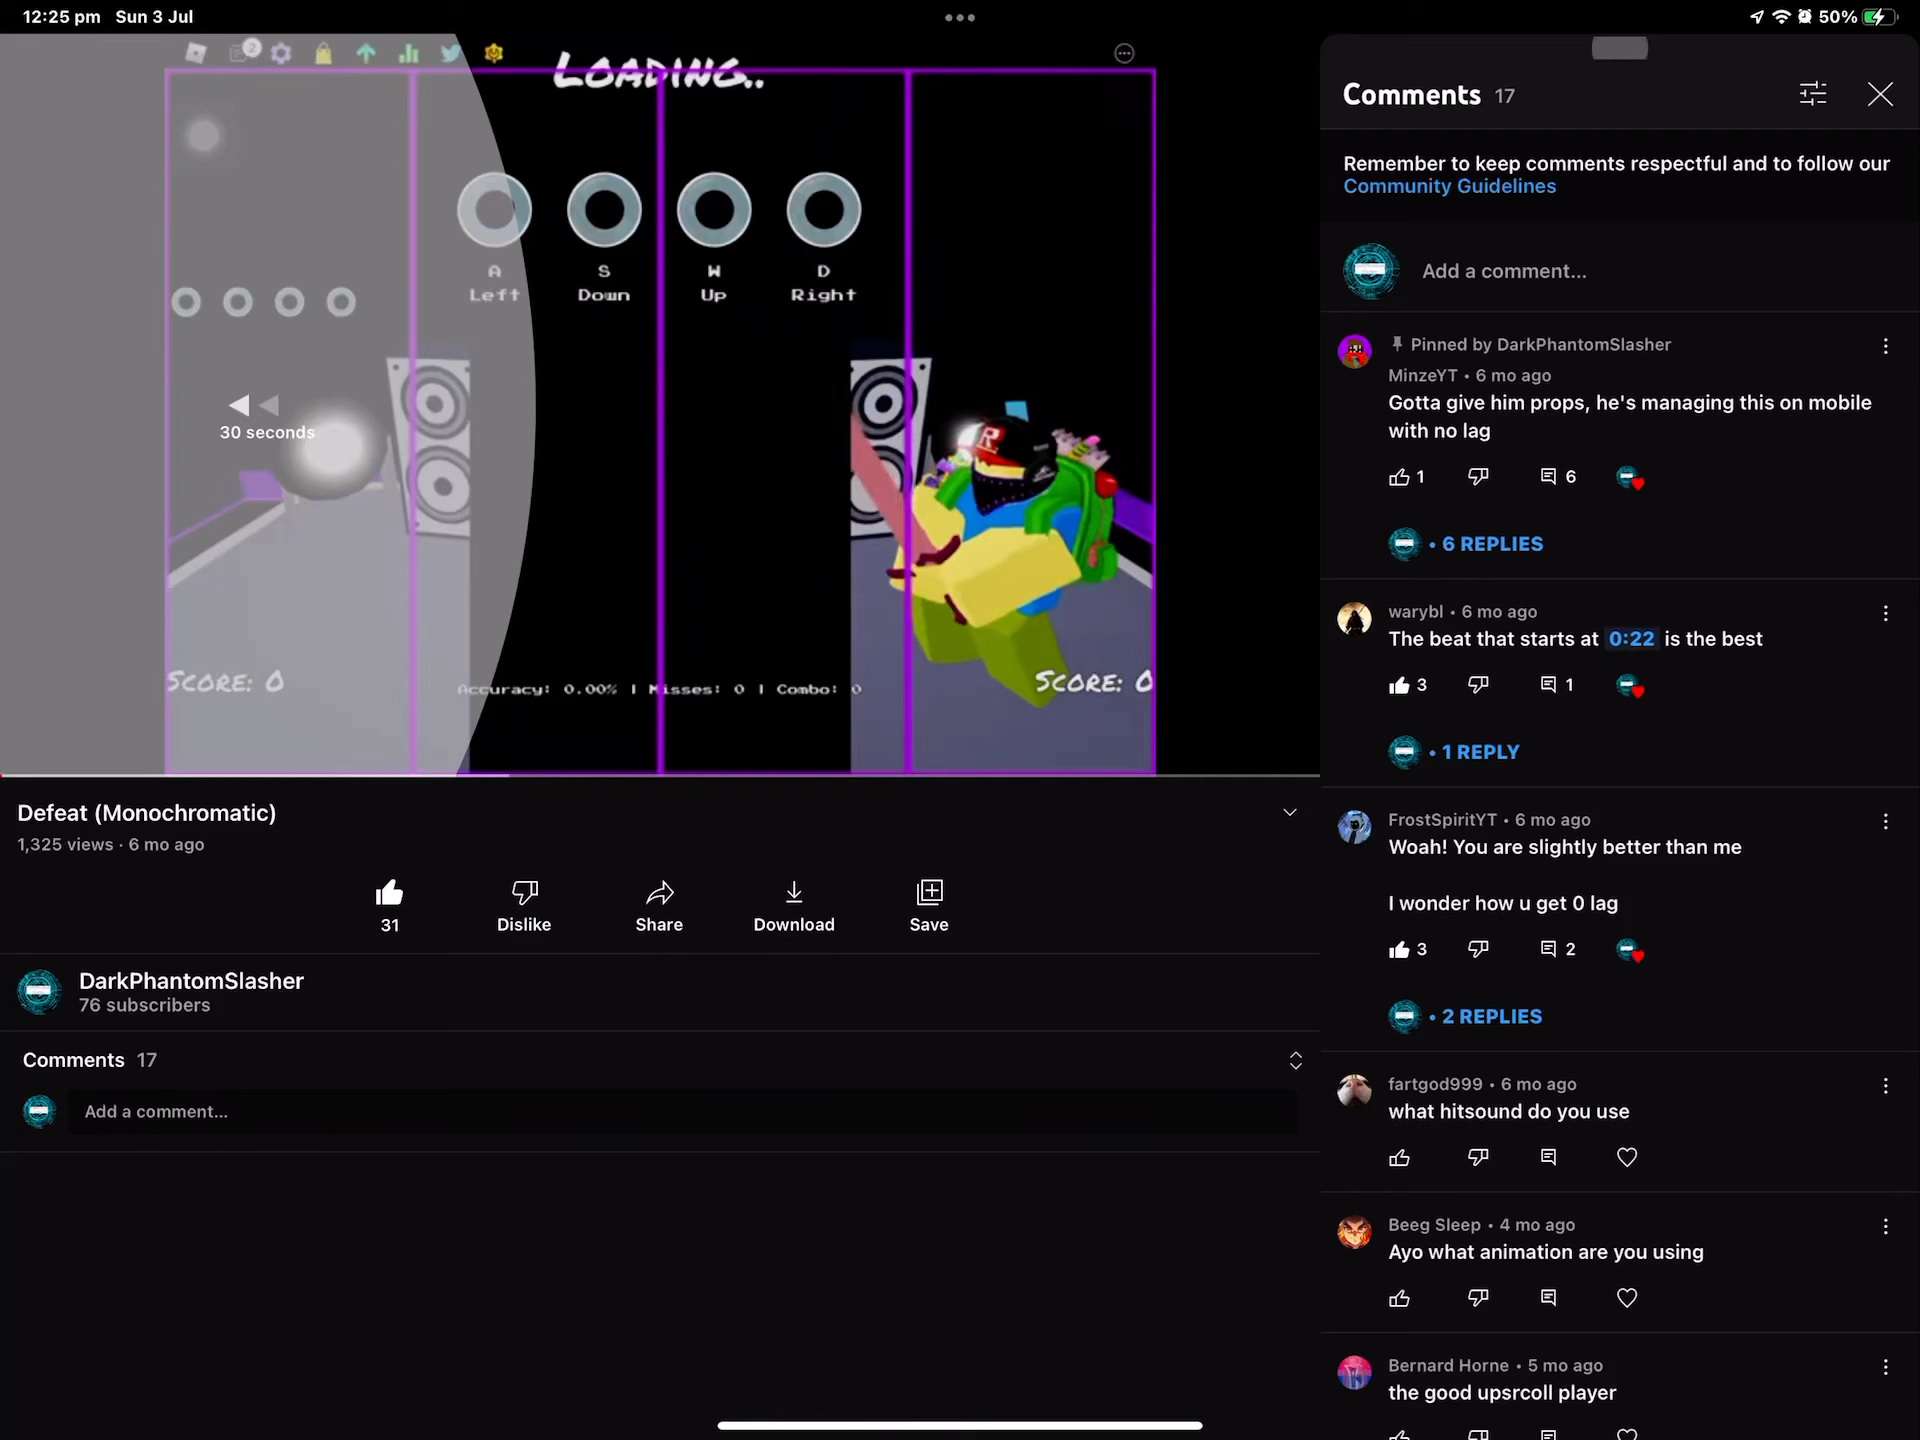 12:25 pm Sun 3 Jul
50%
2
LOADING..
A S W D
Left Down Up Right
30 seconds
SCORE: 0
Accuracy: 0.00% | Misses: 0 | Combo: 0
SCORE: 0
Defeat (Monochromatic)
1,325 views · 6 mo ago
31 Dislike Share Download Save
DarkPhantomSlasher
76 subscribers
Comments 17
Add a comment...
Comments 17
Remember to keep comments respectful and to follow our
Community Guidelines
Add a comment...
Pinned by DarkPhantomSlasher
MinzeYT • 6 mo ago
Gotta give him props, he's managing this on mobile
with no lag
1 6
• 6 REPLIES
warybl • 6 mo ago
The beat that starts at 0:22 is the best
3 1
• 1 REPLY
FrostSpiritYT • 6 mo ago
Woah! You are slightly better than me
I wonder how u get 0 lag
3 2
• 2 REPLIES
fartgod999 • 6 mo ago
what hitsound do you use
Beeg Sleep • 4 mo ago
Ayo what animation are you using
Bernard Horne • 5 mo ago
the good upsrcoll player